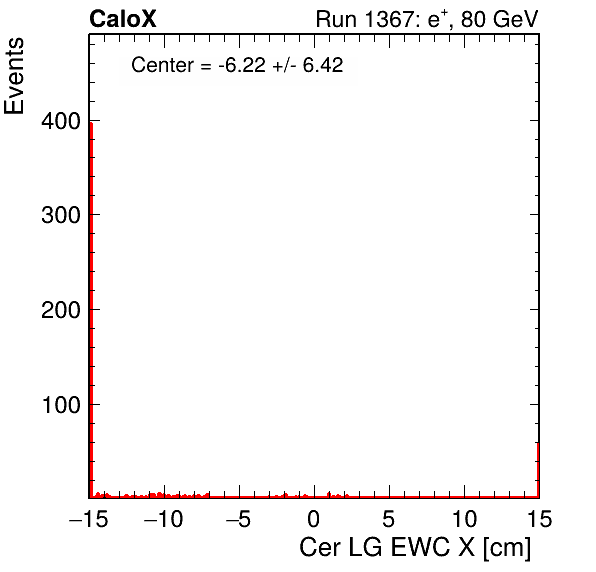 CaloX Run 1367: e⁺, 80 GeV
Center = -6.22 +/- 6.42
Events
400
300
200
100
−15 −10 −5 0 5 10 15
Cer LG EWC X [cm]